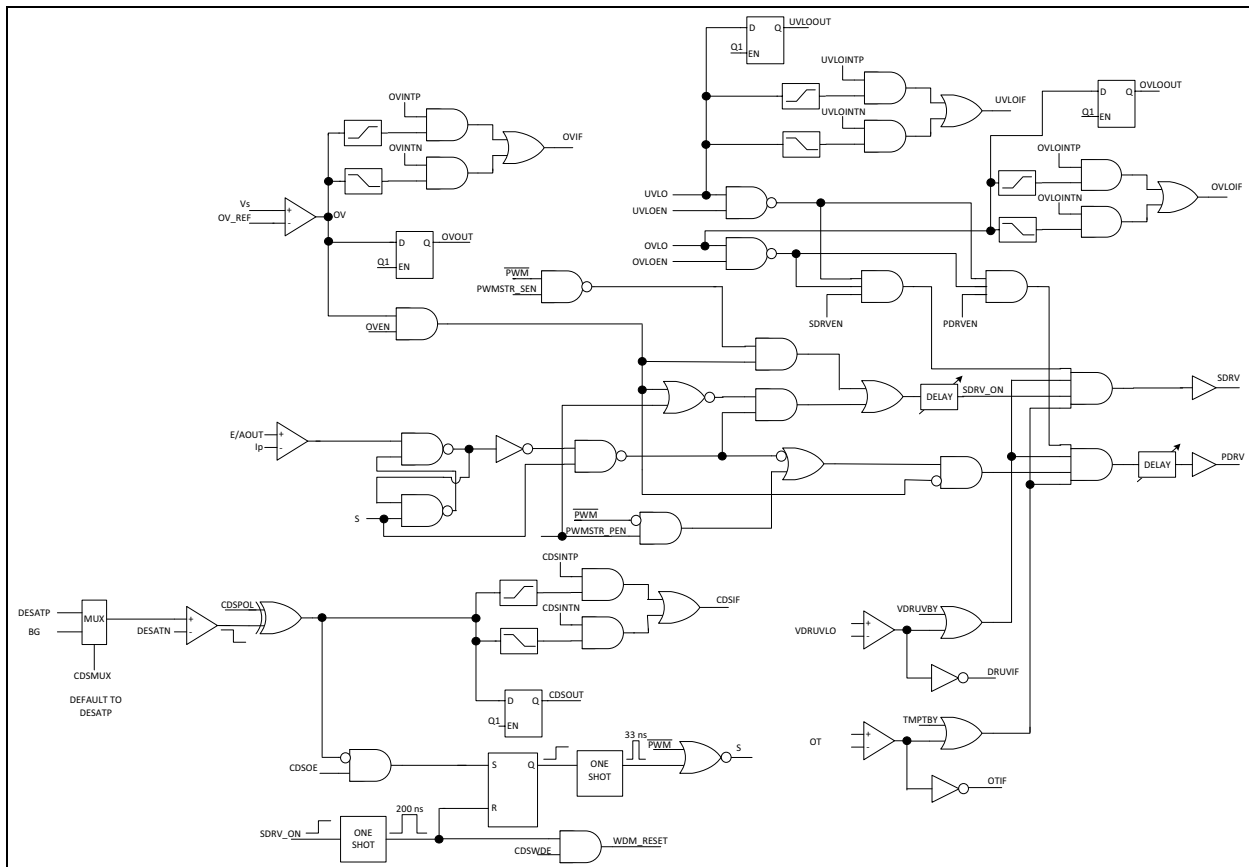 D
Q
UVLOOUT
Q1
EN
UVLOINTP
UVLOINTN
UVLOIF
D
Q
OVLOOUT
Q1
EN
OVLOINTP
OVLOINTN
OVLOIF
OVINTP
OVINTN
OVIF
Vs
OV_REF
+
-
OV
D
Q
OVOUT
Q1
EN
OVEN
UVLO
UVLOEN
OVLO
OVLOEN
PWM
PWMSTR_SEN
SDRVEN
PDRVEN
DELAY
SDRV_ON
SDRV
E/AOUT
Ip
+
-
S
DELAY
PDRV
PWM
PWMSTR_PEN
DESATP
BG
MUX
CDSMUX
DEFAULT TO
DESATP
DESATN
+
-
CDSPOL
CDSINTP
CDSINTN
CDSIF
D
Q
CDSOUT
Q1
EN
CDSOE
S
Q
R
ONE
SHOT
33 ns
PWM
S
SDRV_ON
ONE
SHOT
200 ns
CDSWDE
WDM_RESET
VDRUVLO
+
-
VDRUVBY
DRUVIF
OT
+
-
TMPTBY
OTIF